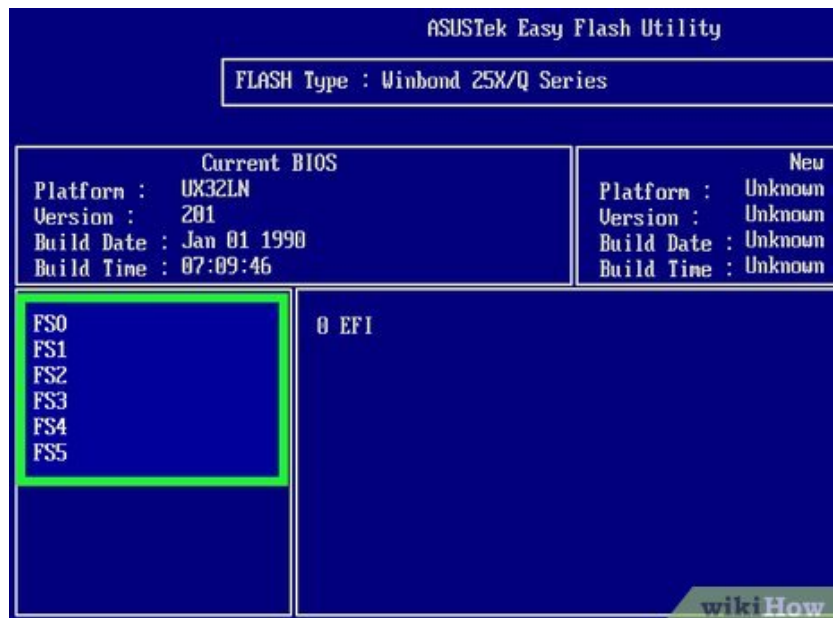 ASUSTek Easy Flash Utility
FLASH Type : Winbond 25X/Q Series
Current BIOS
Platform : UX32LN
Version : 201
Build Date : Jan 01 1990
Build Time : 07:09:46
New
Platform : Unknown
Version : Unknown
Build Date : Unknown
Build Time : Unknown
FS0
FS1
FS2
FS3
FS4
FS5
0 EFI
wikiHow